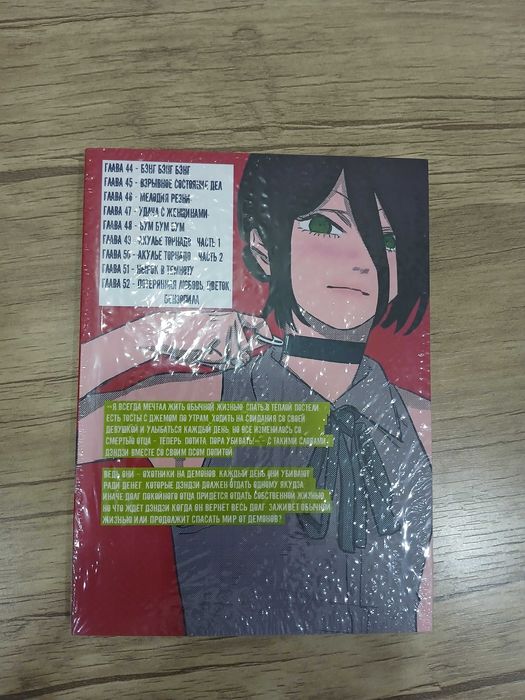 ГЛАВА 44 - БЭНГ БЭНГ БЭНГ
ГЛАВА 45 - ВЗРЫВНОЕ СОСТОЯНИЕ ДЕЛ
ГЛАВА 46 - МЕЛОДИЯ РЕЗНИ
ГЛАВА 47 - УДАЧА С ЖЕНЩИНАМИ
ГЛАВА 48 - БУМ БУМ БУМ
ГЛАВА 49 - АКУЛЬЕ ТОРНАДО ЧАСТЬ 1
ГЛАВА 50 - АКУЛЬЕ ТОРНАДО ЧАСТЬ 2
ГЛАВА 51 - НЫРОК В ТЕМНОТУ
ГЛАВА 52 - ПОТЕРЯННАЯ ЛЮБОВЬ, ЦВЕТОК,
БЕНЗОПИЛА
--Я ВСЕГДА МЕЧТАЛ ЖИТЬ ОБЫЧНОЙ ЖИЗНЬЮ: СПАТЬ В ТЕПЛОЙ ПОСТЕЛИ,
ЕСТЬ ТОСТЫ С ДЖЕМОМ ПО УТРАМ, ХОДИТЬ НА СВИДАНИЯ СО СВОЕЙ
ДЕВУШКОЙ И УЛЫБАТЬСЯ КАЖДЫЙ ДЕНЬ. НО ВСЕ ИЗМЕНИЛОСЬ СО
СМЕРТЬЮ ОТЦА - ТЕПЕРЬ, ПОТИТА, ПОРА УБИВАТЬ!-- - С ТАКИМИ СЛОВАМИ
ДЭНДЗИ ВМЕСТЕ СО СВОИМ ПСОМ ПОПИТОЙ
ВЕДЬ ОНИ - ОХОТНИКИ НА ДЕМОНОВ. КАЖДЫЙ ДЕНЬ ОНИ УБИВАЮТ
РАДИ ДЕНЕГ, КОТОРЫЕ ДЭНДЗИ ДОЛЖЕН ОТДАТЬ ОДНОМУ ЯКУДЗА,
ИНАЧЕ ДОЛГ ПОКОЙНОГО ОТЦА ПРИДЕТСЯ ОТДАТЬ СОБСТВЕННОЙ ЖИЗНЬЮ.
НО ЧТО ЖДЕТ ДЭНДЗИ, КОГДА ОН ВЕРНЕТ ВЕСЬ ДОЛГ: ЗАЖИВЕТ ОБЫЧНОЙ
ЖИЗНЬЮ ИЛИ ПРОДОЛЖИТ СПАСАТЬ МИР ОТ ДЕМОНОВ?